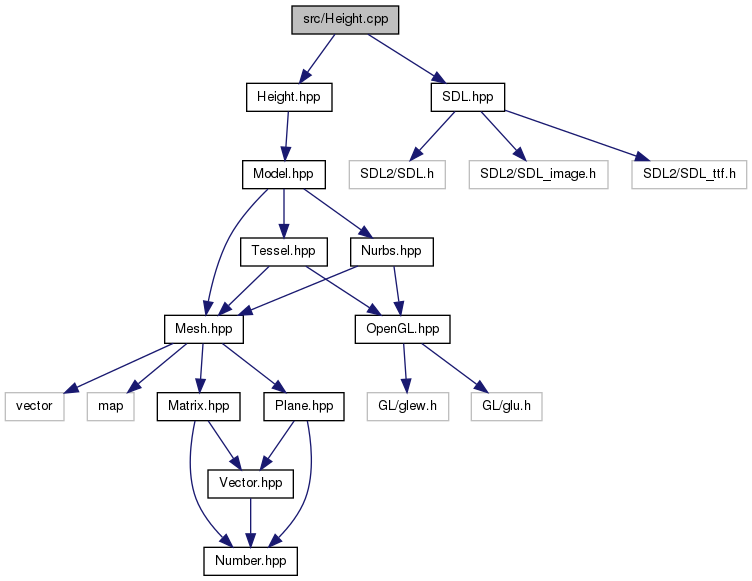 src/Height.cpp
Height.hpp
SDL.hpp
Model.hpp
SDL2/SDL.h
SDL2/SDL_image.h
SDL2/SDL_ttf.h
Tessel.hpp
Nurbs.hpp
Mesh.hpp
OpenGL.hpp
vector
map
Matrix.hpp
Plane.hpp
GL/glew.h
GL/glu.h
Vector.hpp
Number.hpp